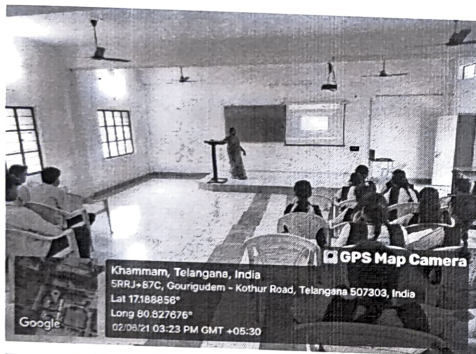 GPS Map Camera
Khammam, Telangana, India
5RRJ+87C, Gourigudem - Kothur Road, Telangana 507303, India
Lat 17.188856°
Long 80.827676°
02/06/21 03:23 PM GMT +05:30
Google